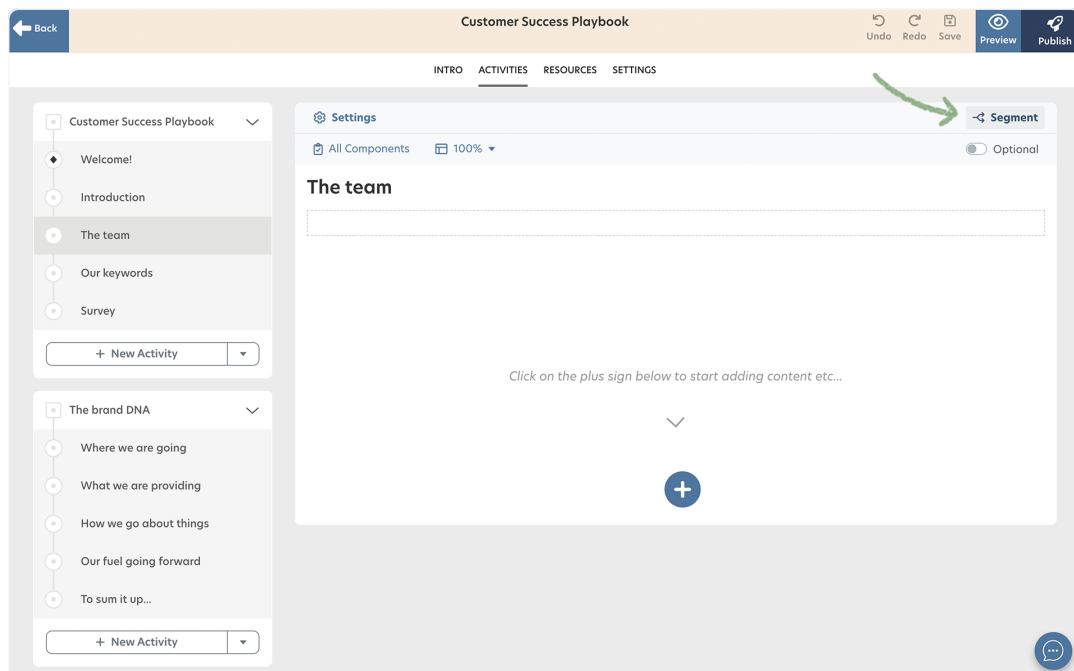 Back
Customer Success Playbook
Undo
Redo
Save
Preview
Publish
INTRO
ACTIVITIES
RESOURCES
SETTINGS
Customer Success Playbook
Welcome!
Introduction
The team
Our keywords
Survey
+ New Activity
The brand DNA
Where we are going
What we are providing
How we go about things
Our fuel going forward
To sum it up...
+ New Activity
Settings
Segment
All Components
100%
Optional
The team
Click on the plus sign below to start adding content etc...